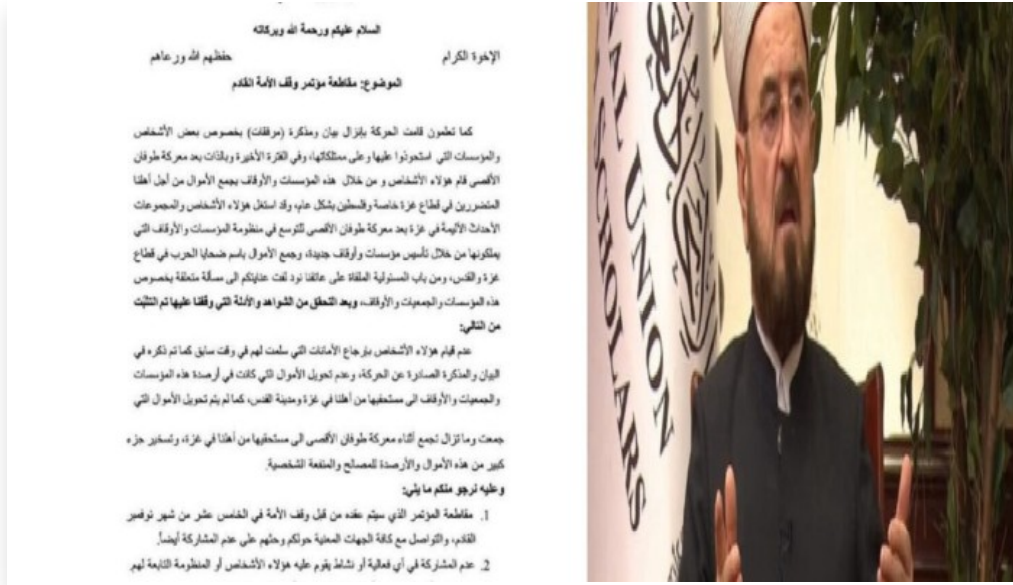 السلام عليكم ورحمة الله وبركاته
الإخوة الكرام حفظهم الله ورعاهم
الموضوع: مقاطعة مؤتمر وقف الأمة القادم
كما تعلمون قامت الحركة بإنزال بيان ومذكرة (مرفقات) بخصوص بعض الأشخاص
والمؤسسات التي استحوذوا عليها وعلى ممتلكاتها، وفي الفترة الأخيرة وبالذات بعد معركة طوفان
الأقصى قام هؤلاء الأشخاص و من خلال هذه المؤسسات والأوقاف بجمع الأموال من أجل أهلنا
المتضررين في قطاع غزة خاصة وفلسطين بشكل عام، وقد استغل هؤلاء الأشخاص والمجموعات
الأحداث الأليمة في غزة بعد معركة طوفان الأقصى للتوسع في منظومة المؤسسات والأوقاف التي
يملكونها من خلال تأسيس مؤسسات وأوقاف جديدة، وجمع الأموال باسم ضحايا الحرب في قطاع
غزة والقدس، ومن باب المسئولية الملقاة على عاتقنا نود لفت عنايتكم الى مسألة متعلقة بخصوص
هذه المؤسسات والجمعيات والأوقاف، وبعد التحقق من الشواهد والأدلة التي وقفنا عليها تم التثبت
من التالي:
عدم قيام هؤلاء الأشخاص بإرجاع الأمانات التي سلمت لهم في وقت سابق كما تم ذكره في
البيان والمذكرة الصادرة عن الحركة، وعدم تحويل الأموال التي كانت في أرصدة هذه المؤسسات
والجمعيات والأوقاف الى مستحقيها من أهلنا في غزة ومدينة القدس، كما لم يتم تحويل الأموال التي
جمعت وما تزال تجمع أثناء معركة طوفان الأقصى الى مستحقيها من أهلنا في غزة، وتسخير جزء
كبير من هذه الأموال والأرصدة للمصالح والمنفعة الشخصية.
وعليه نرجو منكم ما يلي:
1. مقاطعة المؤتمر الذي سيتم عقده من قبل وقف الأمة في الخامس عشر من شهر نوفمبر
القادم، والتواصل مع كافة الجهات المعنية حولكم وحثهم على عدم المشاركة أيضاً.
2. عدم المشاركة في أي فعالية أو نشاط يقوم عليه هؤلاء الأشخاص أو المنظومة التابعة لهم.
NAL UNION
SCHOLARS